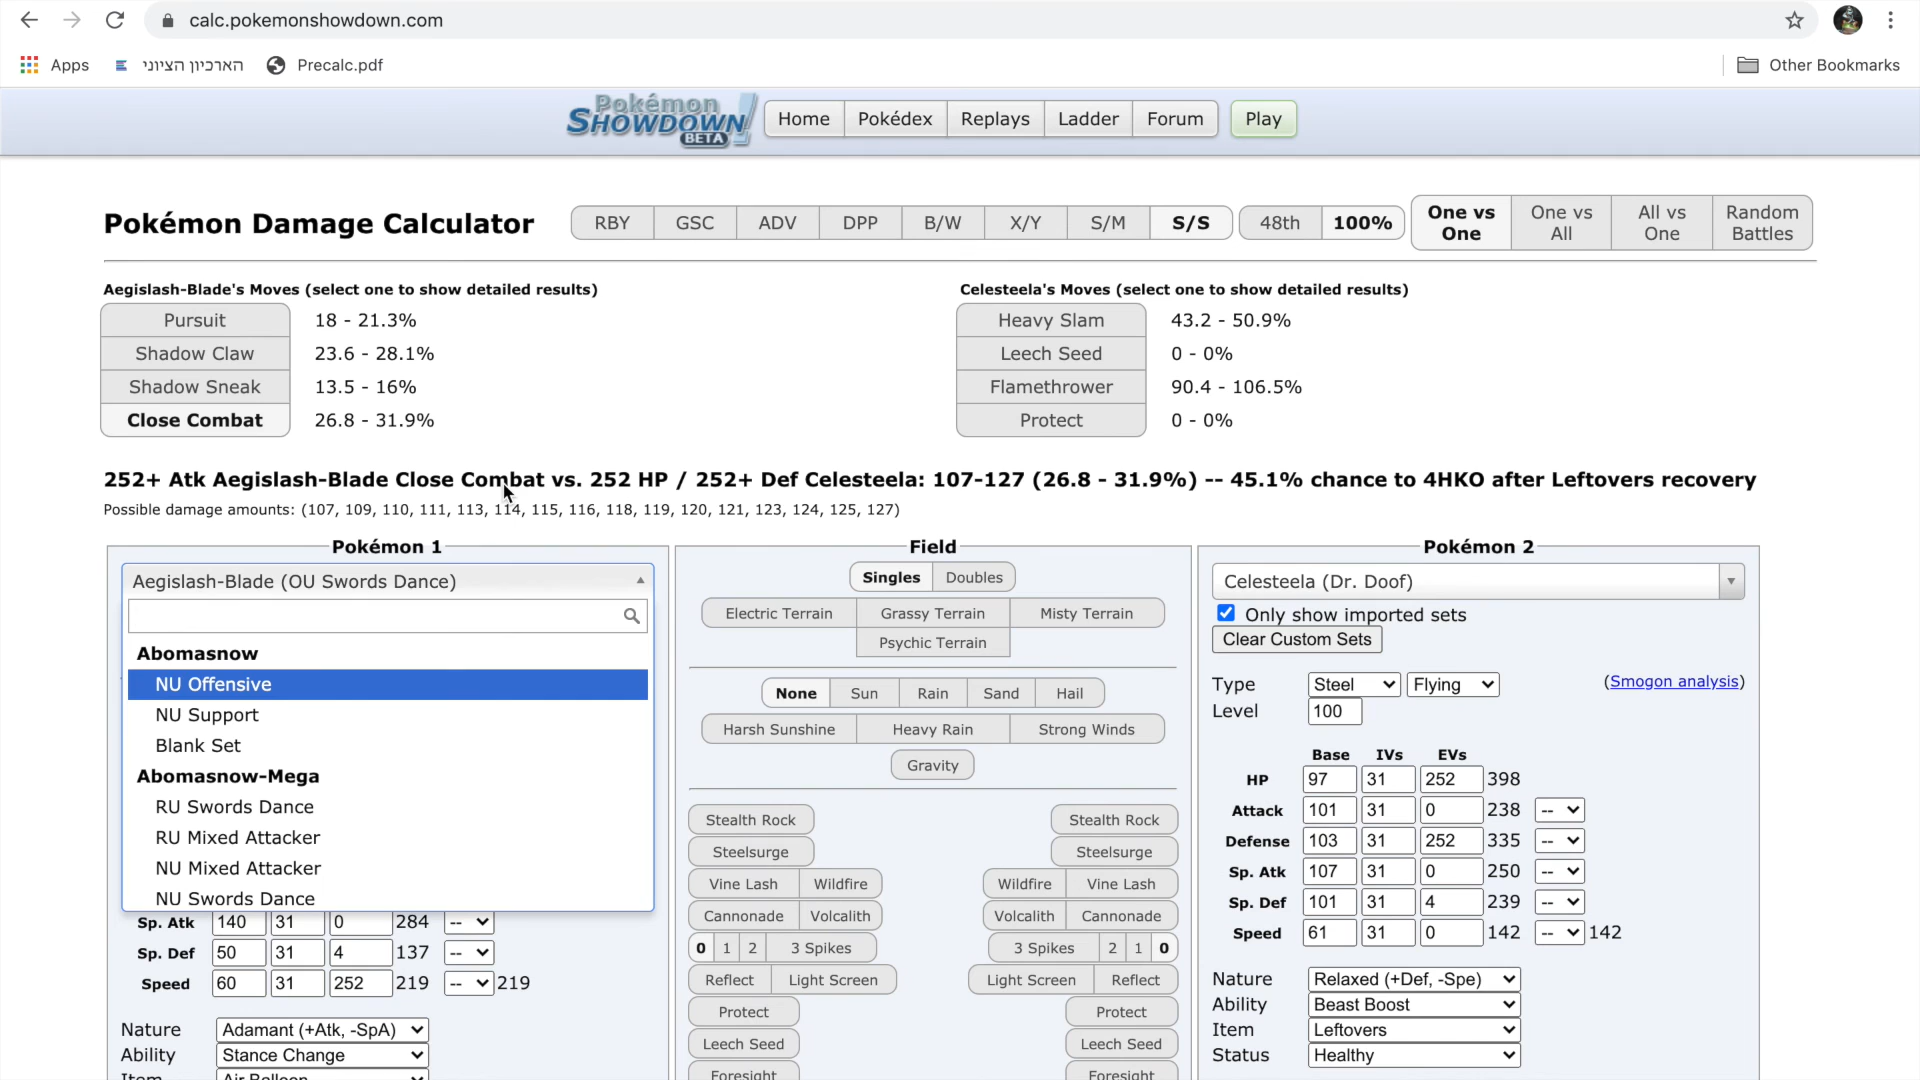 calc.pokemonshowdown.com
Apps הארכיון הציוני Precalc.pdf Other Bookmarks
Pokémon SHOWDOWN! BETA Home Pokédex Replays Ladder Forum Play
Pokémon Damage Calculator RBY GSC ADV DPP B/W X/Y S/M S/S 48th 100% One vs One One vs All All vs One Random Battles
Aegislash-Blade's Moves (select one to show detailed results) Celesteela's Moves (select one to show detailed results)
Pursuit 18 - 21.3% Heavy Slam 43.2 - 50.9%
Shadow Claw 23.6 - 28.1% Leech Seed 0 - 0%
Shadow Sneak 13.5 - 16% Flamethrower 90.4 - 106.5%
Close Combat 26.8 - 31.9% Protect 0 - 0%
252+ Atk Aegislash-Blade Close Combat vs. 252 HP / 252+ Def Celesteela: 107-127 (26.8 - 31.9%) -- 45.1% chance to 4HKO after Leftovers recovery
Possible damage amounts: (107, 109, 110, 111, 113, 114, 115, 116, 118, 119, 120, 121, 123, 124, 125, 127)
Pokémon 1
Aegislash-Blade (OU Swords Dance)
Abomasnow
NU Offensive
NU Support
Blank Set
Abomasnow-Mega
RU Swords Dance
RU Mixed Attacker
NU Mixed Attacker
NU Swords Dance
Sp. Atk 140 31 0 284 --
Sp. Def 50 31 4 137 --
Speed 60 31 252 219 -- 219
Nature Adamant (+Atk, -SpA)
Ability Stance Change
Item Air Balloon
Field
Singles Doubles
Electric Terrain Grassy Terrain Misty Terrain
Psychic Terrain
None Sun Rain Sand Hail
Harsh Sunshine Heavy Rain Strong Winds
Gravity
Stealth Rock Stealth Rock
Steelsurge Steelsurge
Vine Lash Wildfire Wildfire Vine Lash
Cannonade Volcalith Volcalith Cannonade
0 1 2 3 Spikes 3 Spikes 2 1 0
Reflect Light Screen Light Screen Reflect
Protect Protect
Leech Seed Leech Seed
Foresight Foresight
Pokémon 2
Celesteela (Dr. Doof)
Only show imported sets
Clear Custom Sets
Type Steel Flying (Smogon analysis)
Level 100
Base IVs EVs
HP 97 31 252 398
Attack 101 31 0 238 --
Defense 103 31 252 335 --
Sp. Atk 107 31 0 250 --
Sp. Def 101 31 4 239 --
Speed 61 31 0 142 -- 142
Nature Relaxed (+Def, -Spe)
Ability Beast Boost
Item Leftovers
Status Healthy